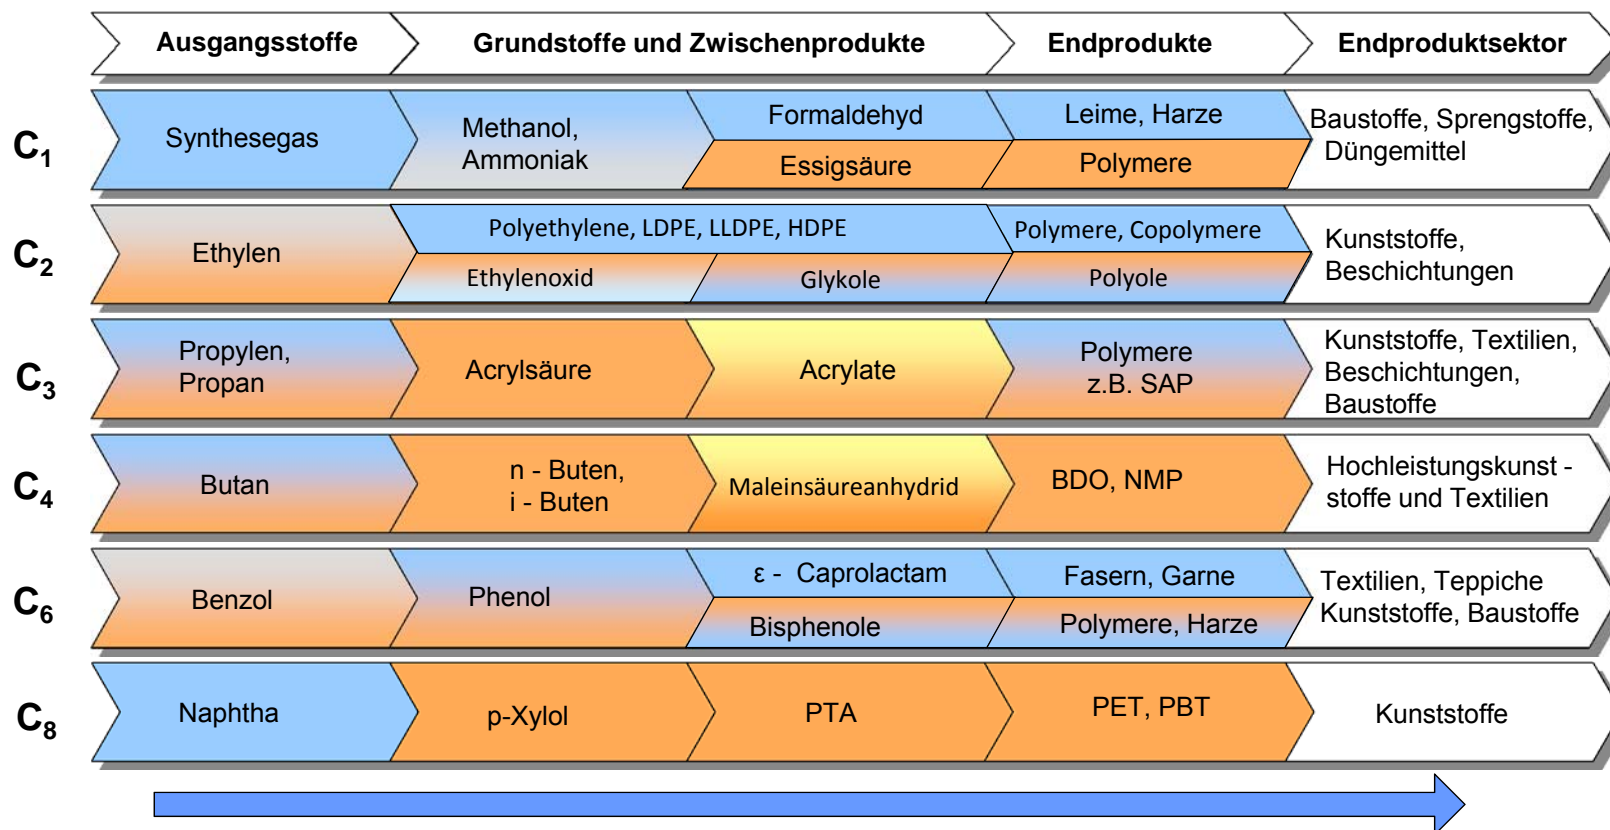 Ausgangsstoffe
Grundstoffe und Zwischenprodukte
Endprodukte
Endproduktsektor
C₁
Synthesegas
Methanol,
Ammoniak
Formaldehyd
Essigsäure
Leime, Harze
Polymere
Baustoffe, Sprengstoffe,
Düngemittel
C₂
Ethylen
Polyethylene, LDPE, LLDPE, HDPE
Ethylenoxid
Glykole
Polymere, Copolymere
Polyole
Kunststoffe,
Beschichtungen
C₃
Propylen,
Propan
Acrylsäure
Acrylate
Polymere
z.B. SAP
Kunststoffe, Textilien,
Beschichtungen,
Baustoffe
C₄
Butan
n - Buten,
i - Buten
Maleinsäureanhydrid
BDO, NMP
Hochleistungskunst -
stoffe und Textilien
C₆
Benzol
Phenol
ε - Caprolactam
Bisphenole
Fasern, Garne
Polymere, Harze
Textilien, Teppiche
Kunststoffe, Baustoffe
C₈
Naphtha
p-Xylol
PTA
PET, PBT
Kunststoffe